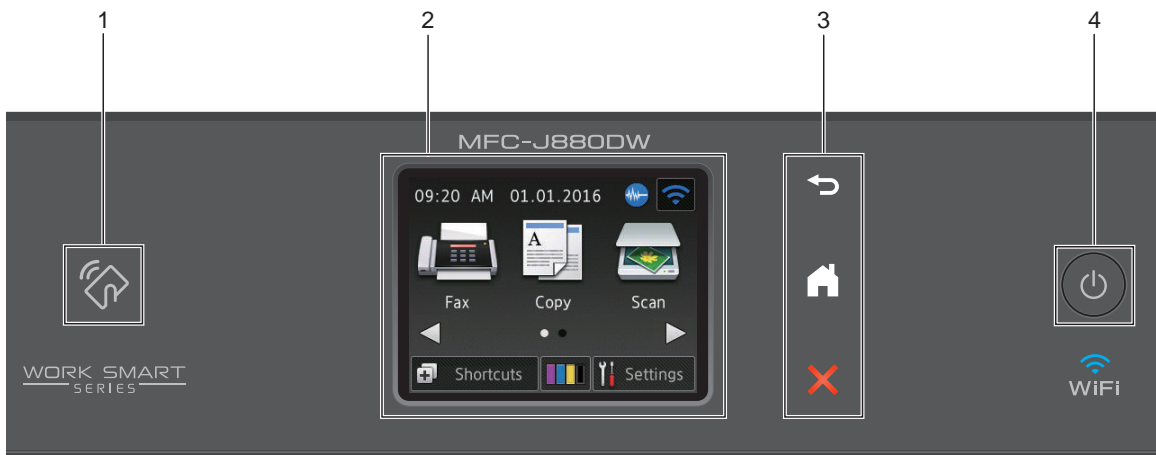 1 2 3 4
MFC-J880DW
09:20 AM 01.01.2016
A
Fax Copy Scan
Shortcuts Settings
WORK SMART
SERIES
WiFi